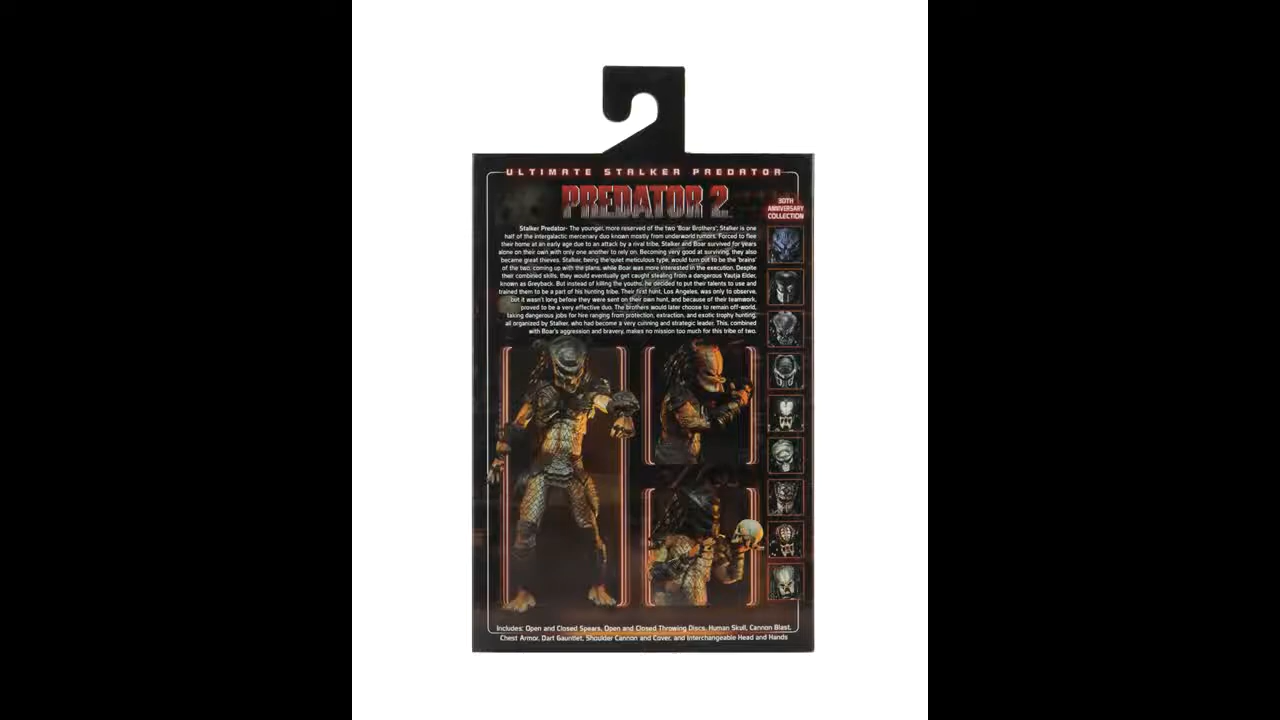 ULTIMATE STALKER PREDATOR
PREDATOR 2
30TH
ANNIVERSARY
COLLECTION
Stalker Predator- The younger, more reserved of the two 'Boar Brothers', Stalker is one
half of the intergalactic mercenary duo known mostly from underworld rumors. Forced to flee
their home at an early age due to an attack by a rival tribe, Stalker and Boar survived for years
alone on their own with only one another to rely on. Becoming very good at surviving, they also
became great thieves. Stalker, being the quiet meticulous type, would turn out to be the 'brains'
of the two, coming up with the plans, while Boar was more interested in the execution. Despite
their combined skills, they would eventually get caught stealing from a dangerous Yautja Elder,
known as Greyback. But instead of killing the youths, he decided to put their talents to use and
trained them to be a part of his hunting tribe. Their first hunt, Los Angeles, was only to observe,
but it wasn't long before they were sent on their own hunt, and because of their teamwork,
proved to be a very effective duo. The brothers would later choose to remain off-world,
taking dangerous jobs for hire ranging from protection, extraction, and exotic trophy hunting,
all organized by Stalker, who had become a very cunning and strategic leader. This, combined
with Boar's aggression and bravery, makes no mission too much for this tribe of two.
Includes: Open and Closed Spears, Open and Closed Throwing Discs, Human Skull, Cannon Blast,
Chest Armor, Dart Gauntlet, Shoulder Cannon and Cover, and Interchangeable Head and Hands